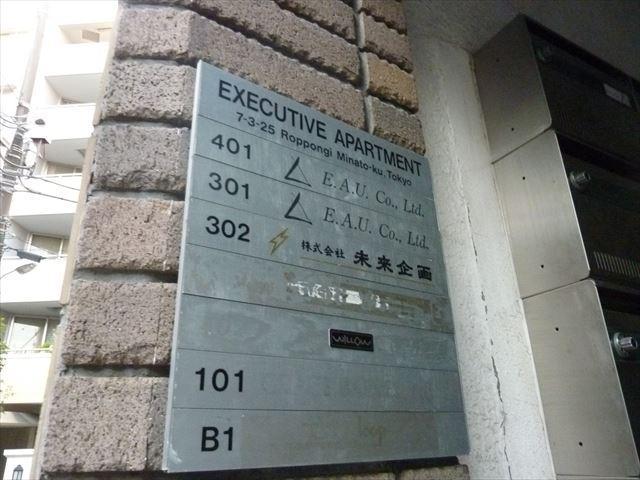 EXECUTIVE APARTMENT
7-3-25 Roppongi Minato-ku. Tokyo
401 E.A.U. Co., Ltd.
301 E.A.U. Co., Ltd.
302 株式会社 未来企画
WILLOW
101
B1